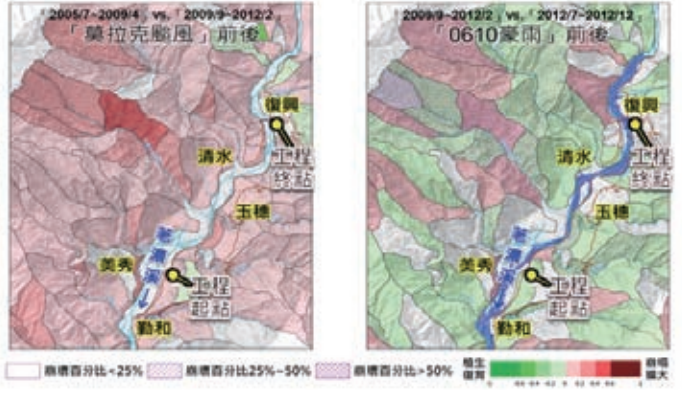 「2005/7~2009/4」vs.「2009/9~2012/2」
「莫拉克颱風」前後
復興
工程
終點
清水
玉穗
荖濃溪
美秀
工程
起點
勤和
「2009/9~2012/2」vs.「2012/7~2012/12」
「0610豪雨」前後
復興
工程
終點
清水
玉穗
荖濃溪
美秀
工程
起點
勤和
崩壞百分比<25%
崩壞百分比25%~50%
崩壞百分比>50%
植生
復育
崩塌
擴大